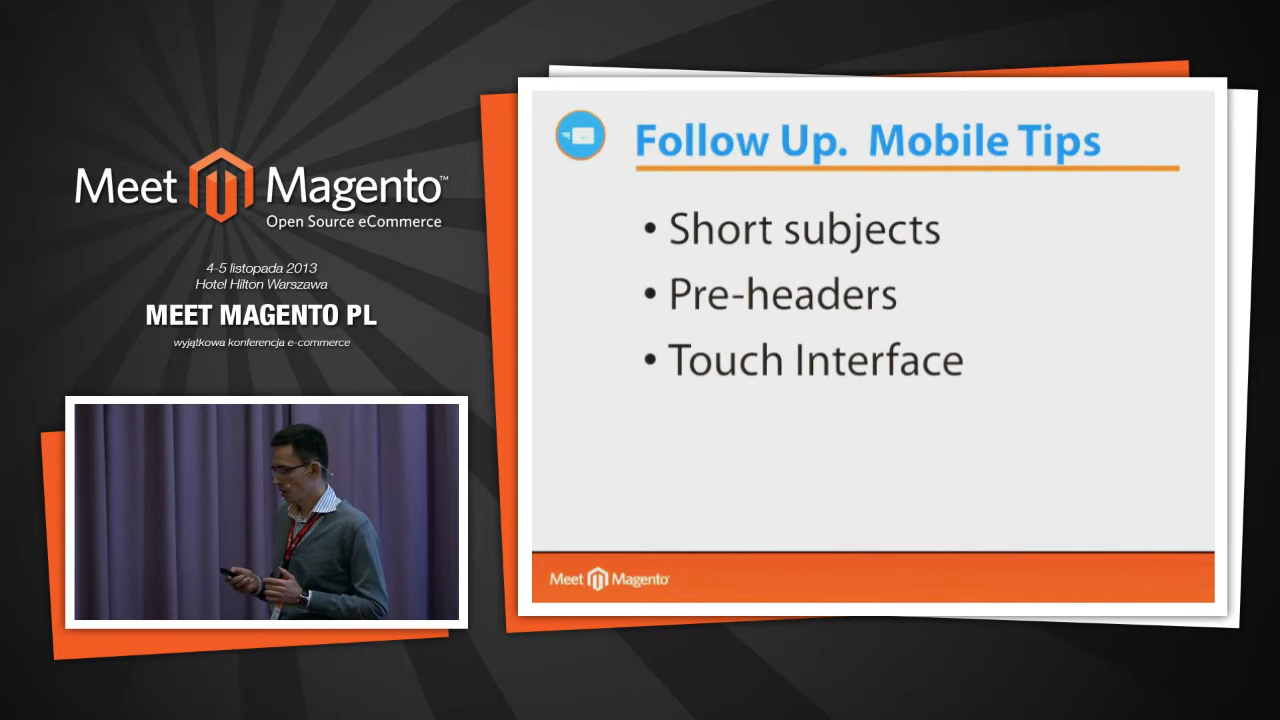 Meet Magento™
Open Source eCommerce
4-5 listopada 2013
Hotel Hilton Warszawa
MEET MAGENTO PL
wyjątkowa konferencja e-commerce
Follow Up. Mobile Tips
• Short subjects
• Pre-headers
• Touch Interface
Meet Magento